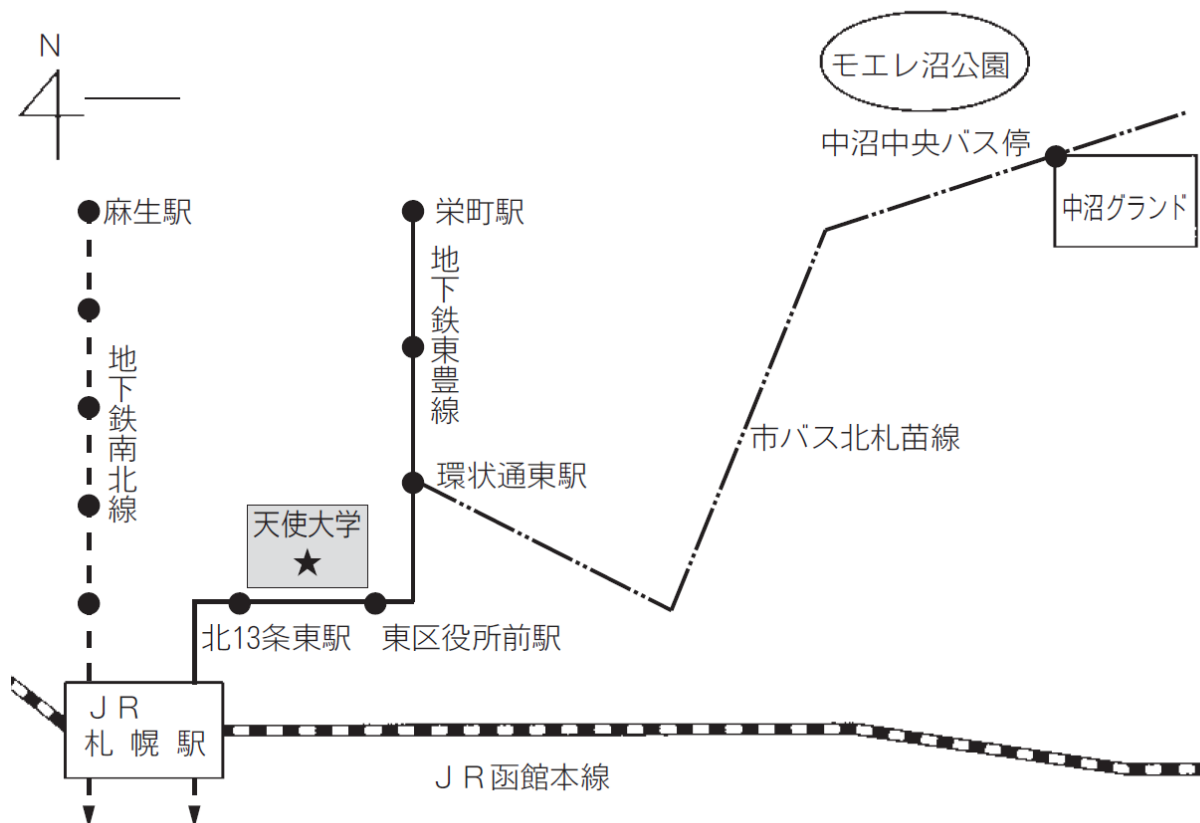 N
モエレ沼公園
中沼中央バス停
中沼グランド
麻生駅
栄町駅
地下鉄東豊線
地下鉄南北線
市バス北札苗線
環状通東駅
天使大学
★
北13条東駅
東区役所前駅
JR
札幌駅
JR函館本線